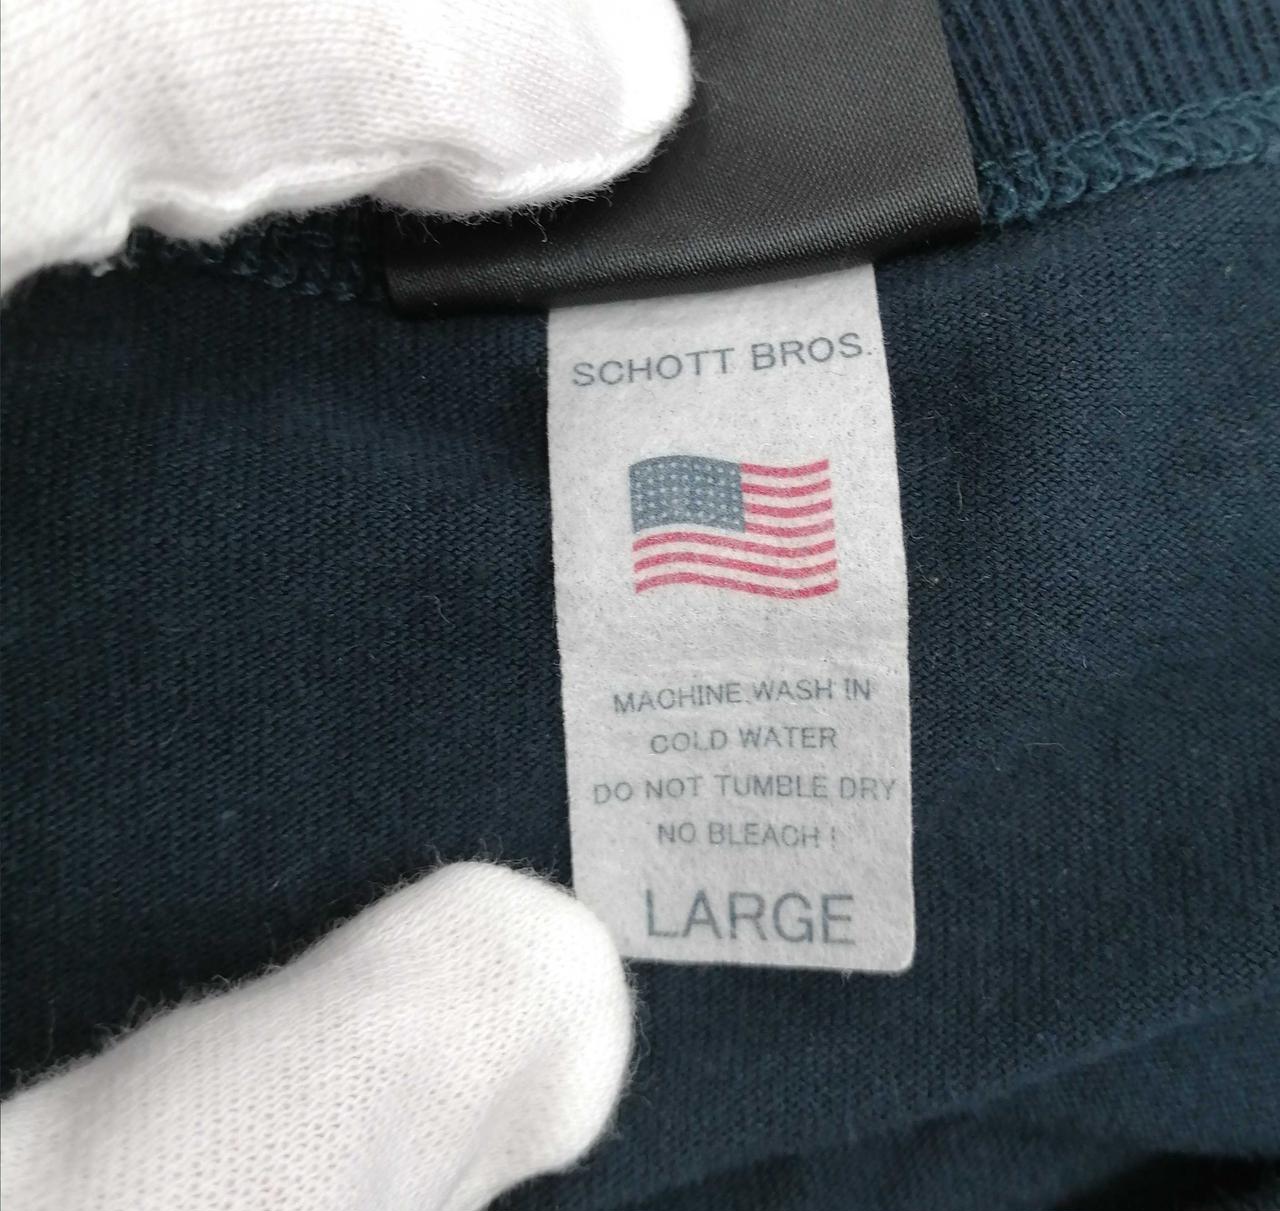 SCHOTT BROS.
MACHINE WASH IN
COLD WATER
DO NOT TUMBLE DRY
NO BLEACH !
LARGE